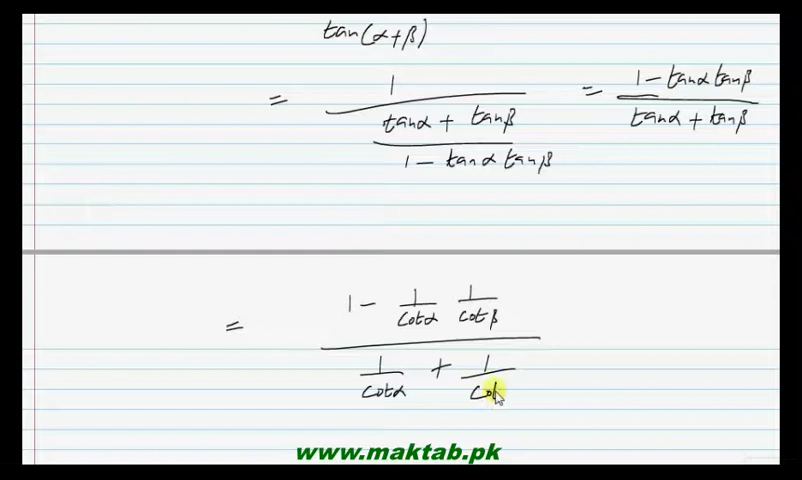 tan(α+β)
= 1 / ((tanα + tanβ) / (1 - tanα tanβ)) = (1 - tanα tanβ) / (tanα + tanβ)
= (1 - 1/cotα 1/cotβ) / (1/cotα + 1/cot)
www.maktab.pk